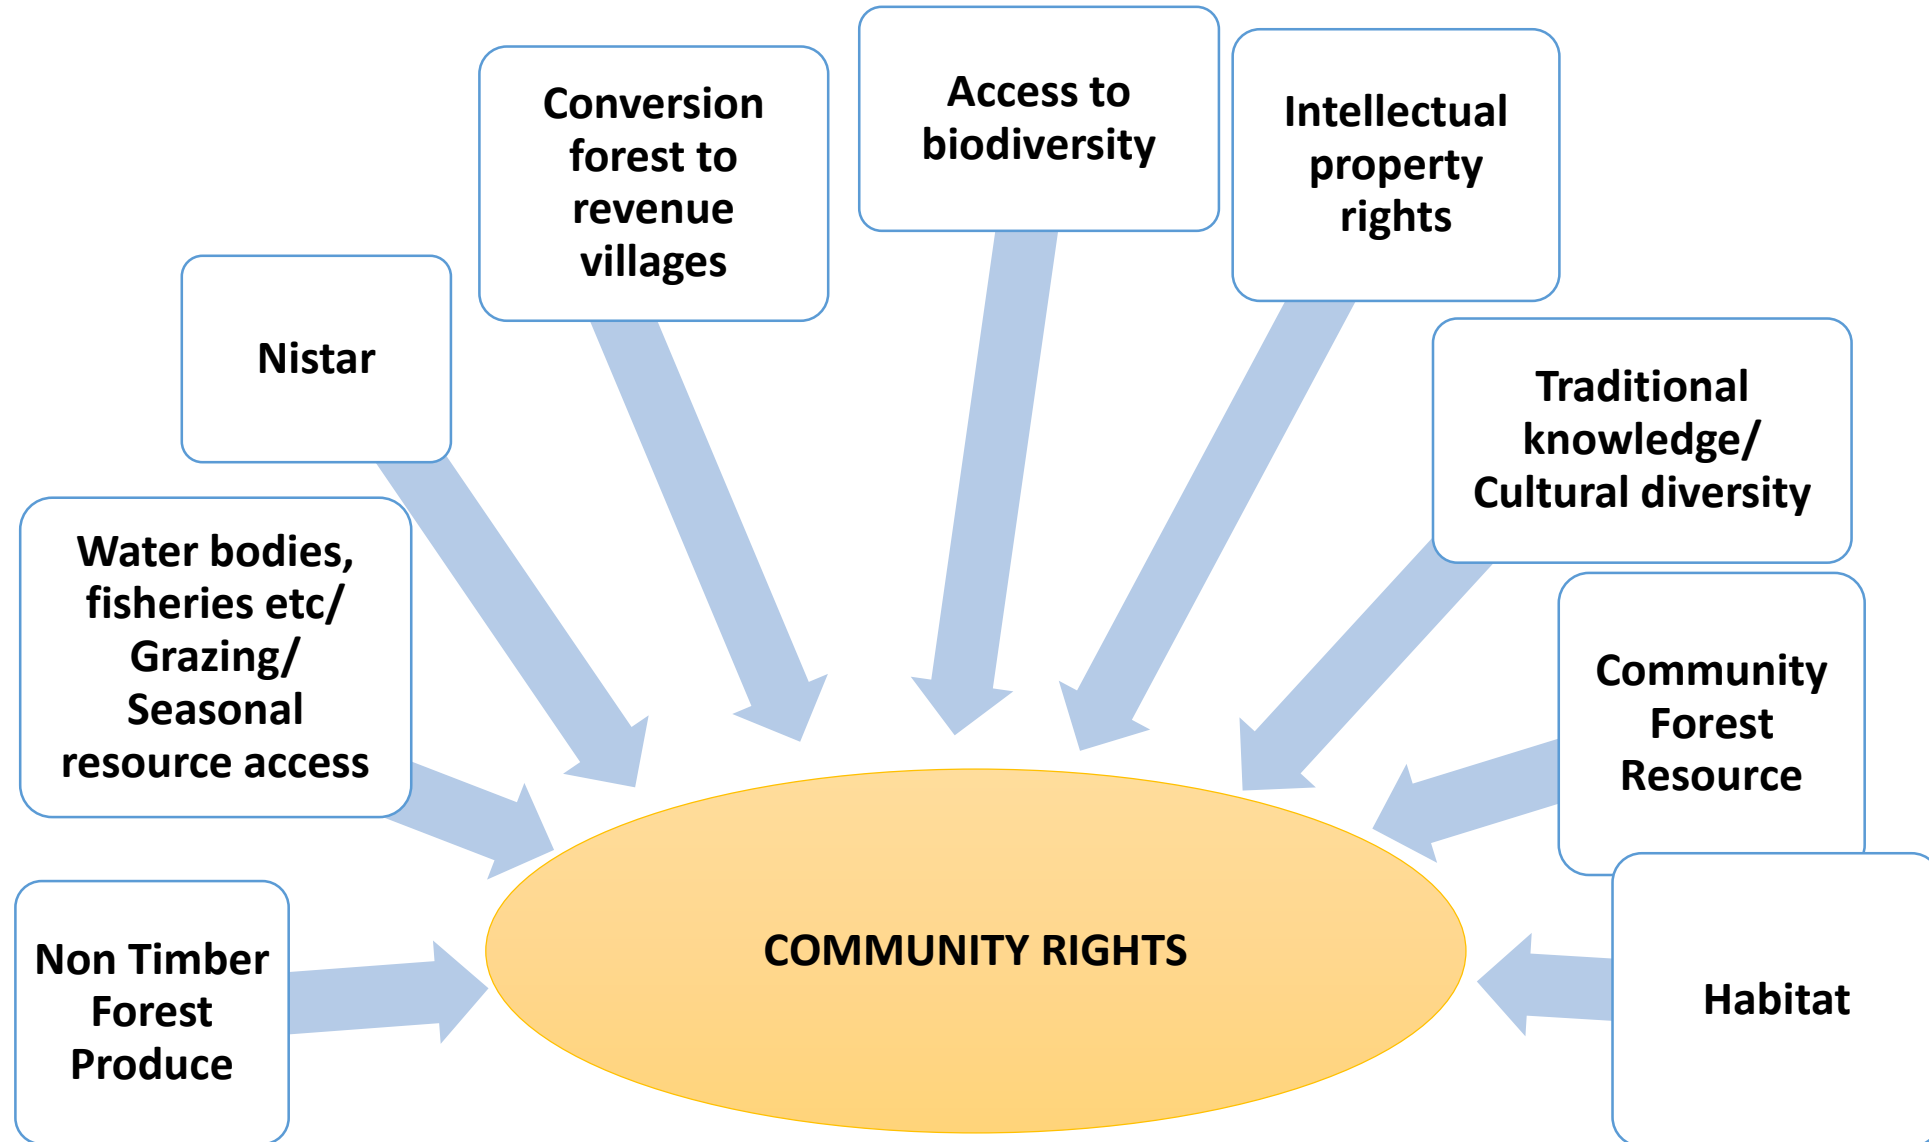 Access to
biodiversity
Conversion
forest to
revenue
villages
Intellectual
property
rights
Nistar
Traditional
knowledge/
Cultural diversity
Water bodies,
fisheries etc/
Grazing/
Seasonal
resource access
Community
Forest
Resource
Non Timber
Forest
Produce
COMMUNITY RIGHTS
Habitat